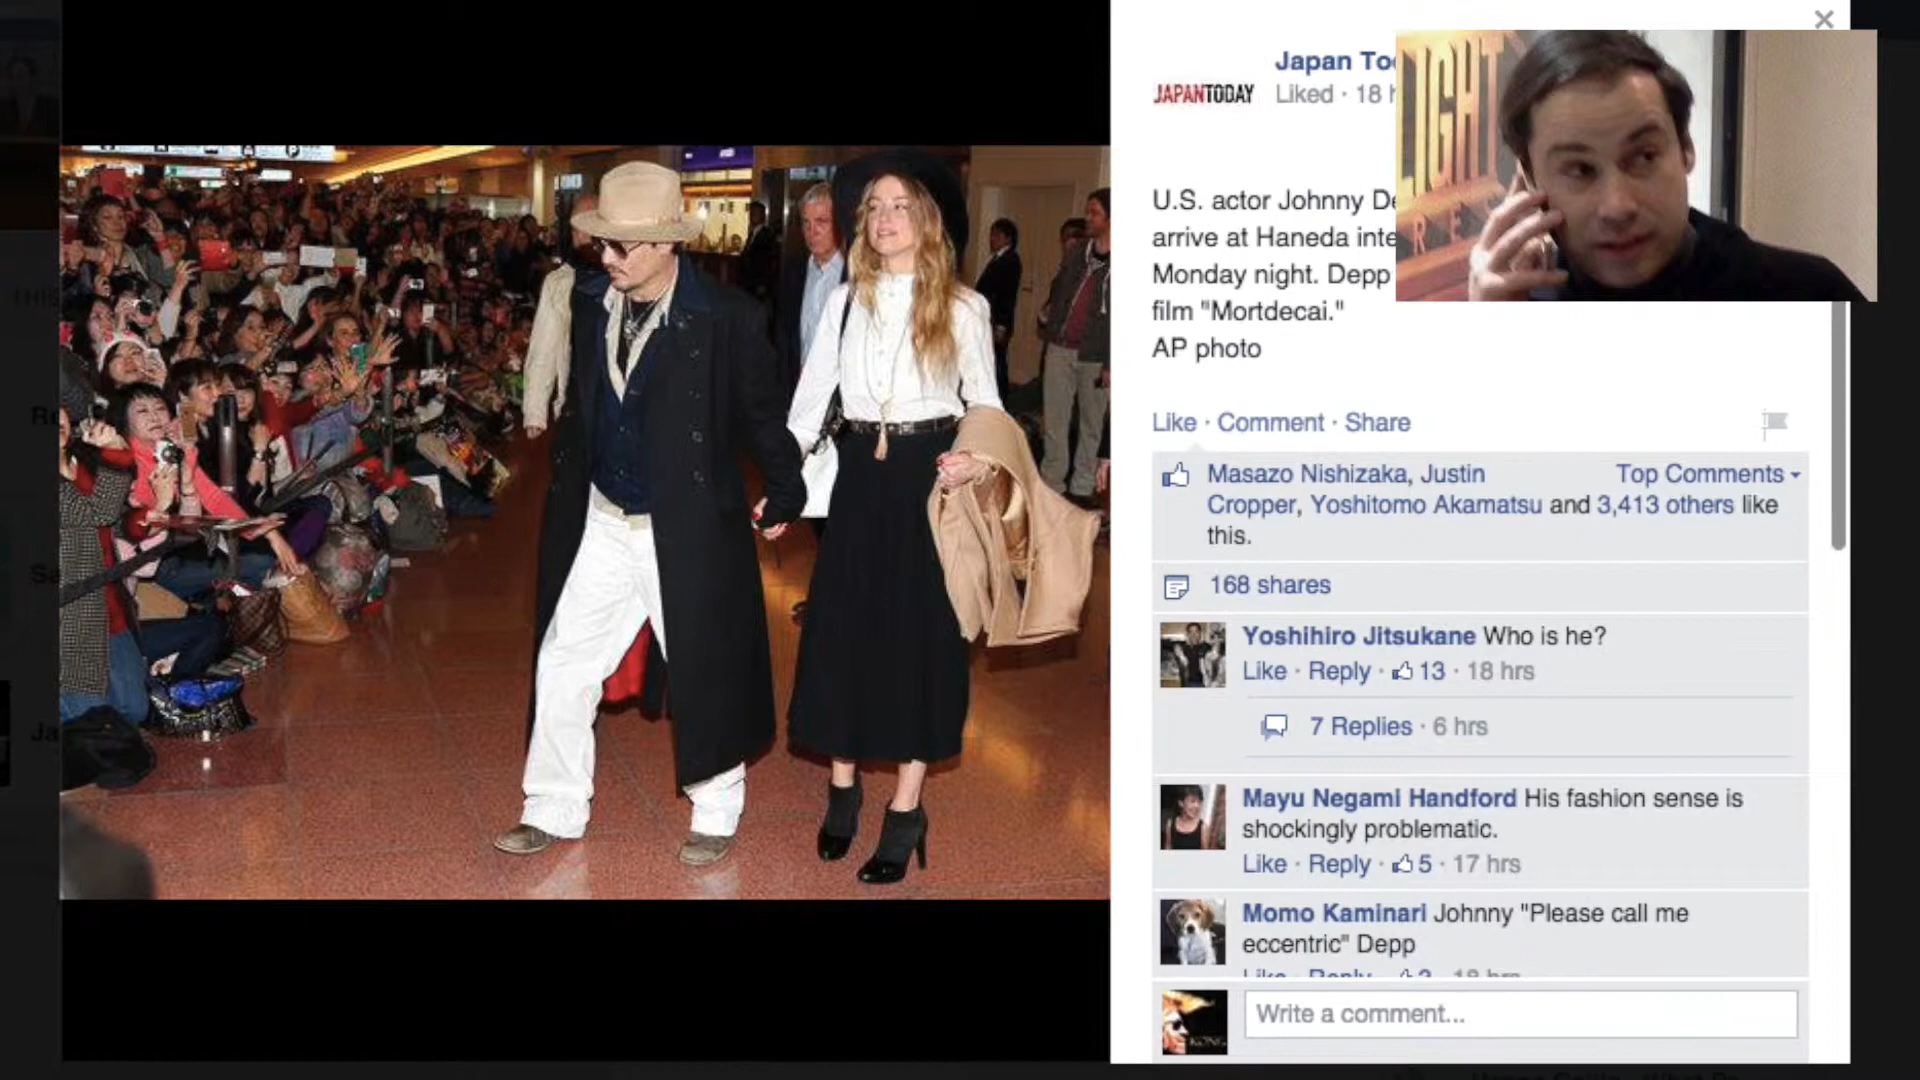 Japan To
JAPANTODAY
Liked · 18 h
U.S. actor Johnny De
arrive at Haneda inte
Monday night. Depp
film "Mortdecai."
AP photo
LIGHT
Like · Comment · Share
Masazo Nishizaka, Justin
Cropper, Yoshitomo Akamatsu and 3,413 others like
this.
Top Comments
168 shares
Yoshihiro Jitsukane Who is he?
Like · Reply · 13 · 18 hrs
7 Replies · 6 hrs
Mayu Negami Handford His fashion sense is
shockingly problematic.
Like · Reply · 5 · 17 hrs
Momo Kaminari Johnny "Please call me
eccentric" Depp
Like · Reply
Write a comment...
KONG